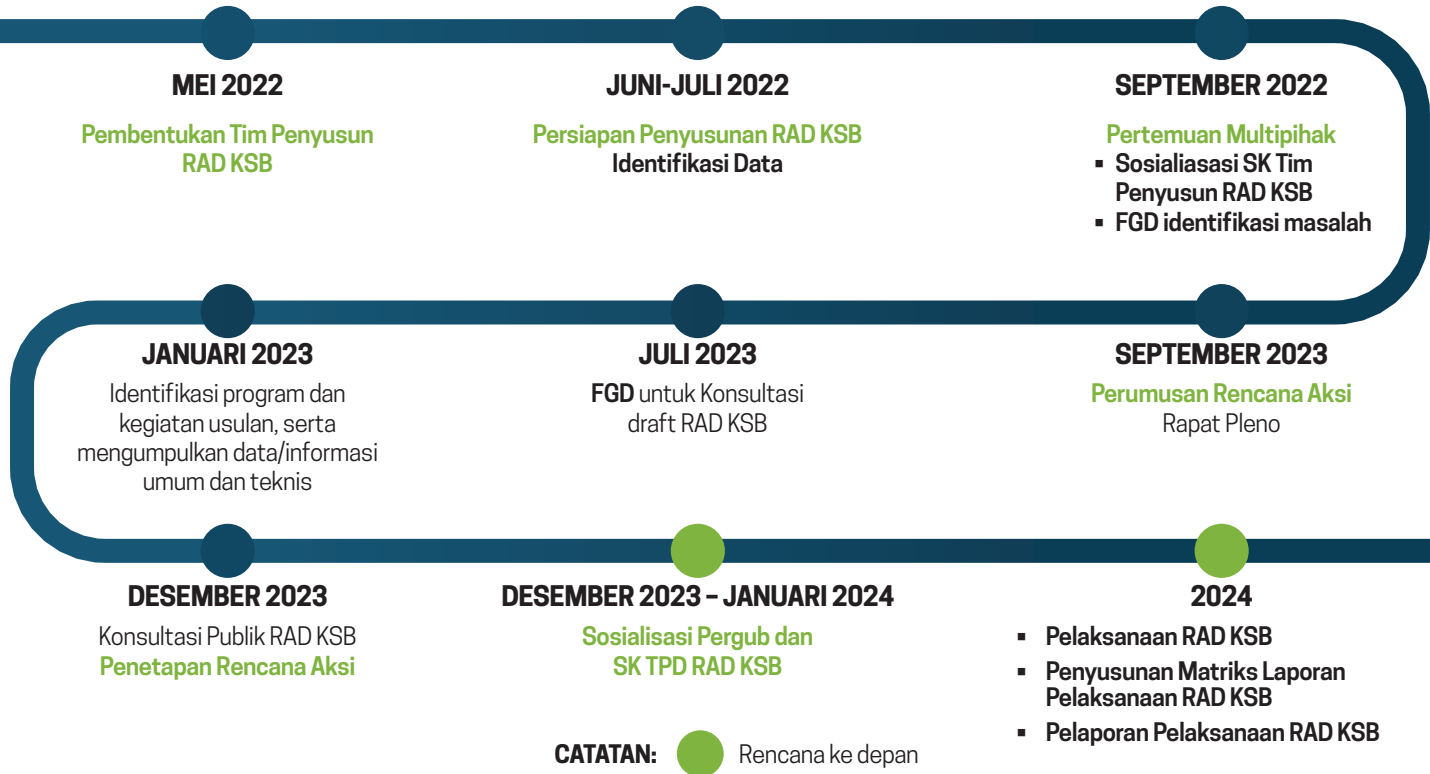 MEI 2022
Pembentukan Tim Penyusun
RAD KSB
JUNI-JULI 2022
Persiapan Penyusunan RAD KSB
Identifikasi Data
SEPTEMBER 2022
Pertemuan Multipihak
▪ Sosialiasasi SK Tim
Penyusun RAD KSB
▪ FGD identifikasi masalah
JANUARI 2023
Identifikasi program dan
kegiatan usulan, serta
mengumpulkan data/informasi
umum dan teknis
JULI 2023
FGD untuk Konsultasi
draft RAD KSB
SEPTEMBER 2023
Perumusan Rencana Aksi
Rapat Pleno
DESEMBER 2023
Konsultasi Publik RAD KSB
Penetapan Rencana Aksi
DESEMBER 2023 – JANUARI 2024
Sosialisasi Pergub dan
SK TPD RAD KSB
2024
▪ Pelaksanaan RAD KSB
▪ Penyusunan Matriks Laporan
Pelaksanaan RAD KSB
▪ Pelaporan Pelaksanaan RAD KSB
CATATAN: Rencana ke depan